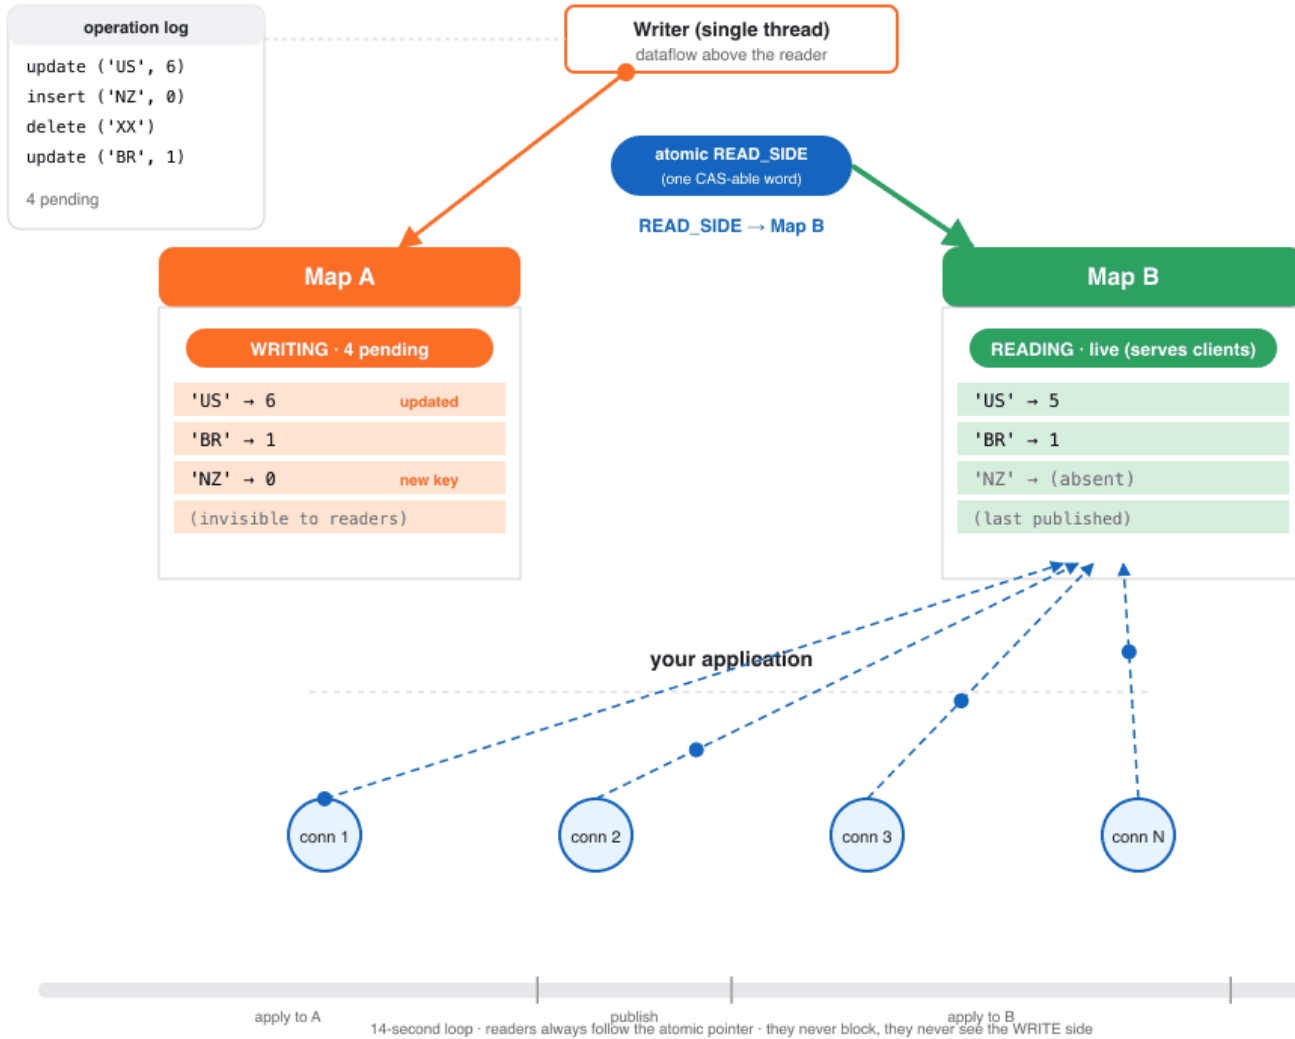 operation log
update ('US', 6)
insert ('NZ', 0)
delete ('XX')
update ('BR', 1)
4 pending
Writer (single thread)
dataflow above the reader
atomic READ_SIDE
(one CAS-able word)
READ_SIDE → Map B
Map A
WRITING · 4 pending
'US' → 6 updated
'BR' → 1
'NZ' → 0 new key
(invisible to readers)
Map B
READING · live (serves clients)
'US' → 5
'BR' → 1
'NZ' → (absent)
(last published)
your application
conn 1
conn 2
conn 3
conn N
apply to A
publish
apply to B
14-second loop · readers always follow the atomic pointer · they never block, they never see the WRITE side